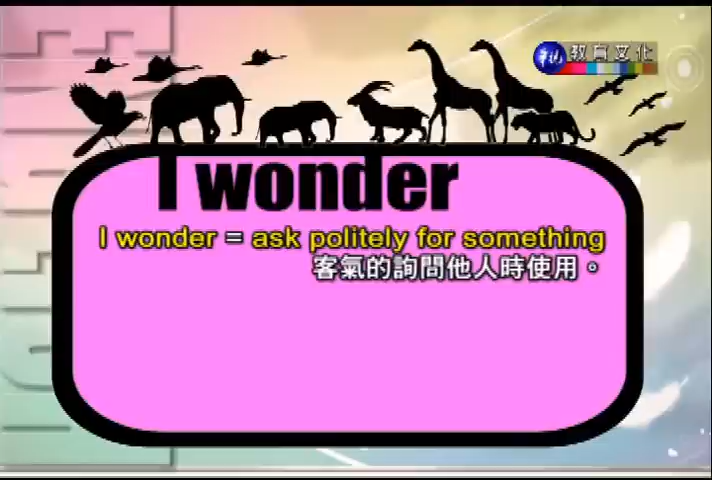 教育文化
I wonder
I wonder = ask politely for something
客氣的詢問他人時使用。